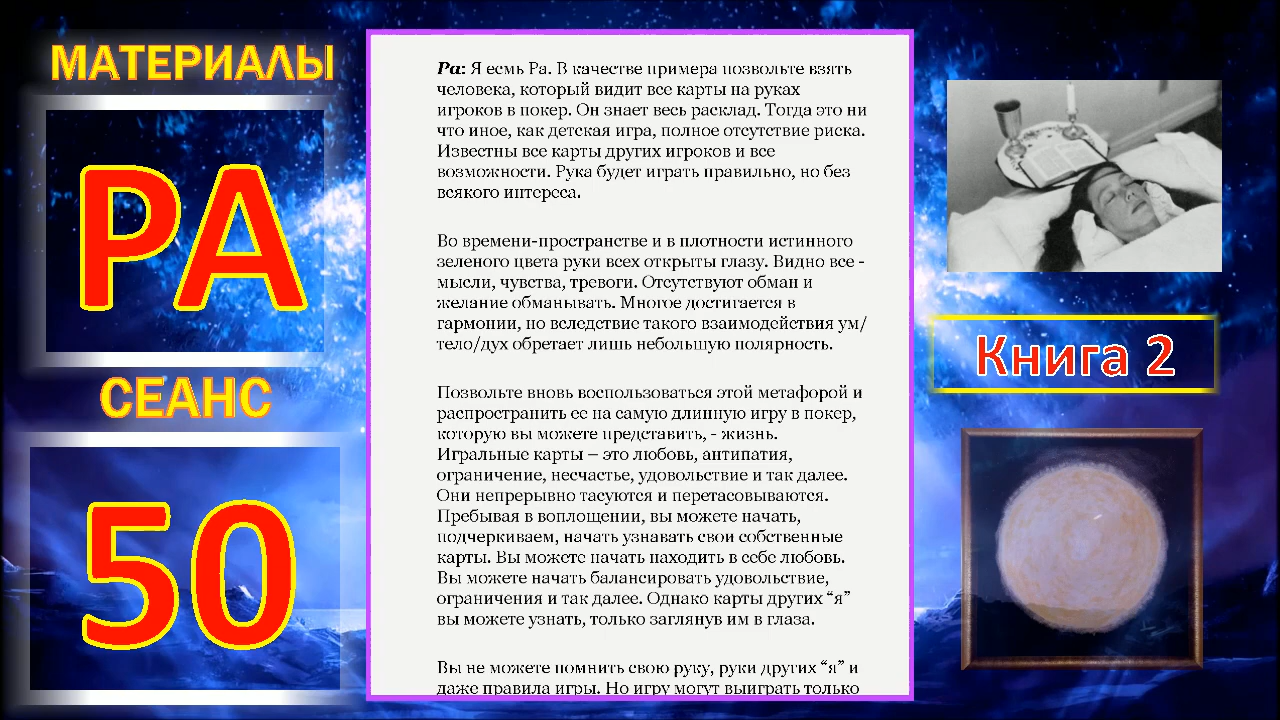 МАТЕРИАЛЫ
РА
СЕАНС
50
Ра: Я есмь Ра. В качестве примера позвольте взять
человека, который видит все карты на руках
игроков в покер. Он знает весь расклад. Тогда это ни
что иное, как детская игра, полное отсутствие риска.
Известны все карты других игроков и все
возможности. Рука будет играть правильно, но без
всякого интереса.
Во времени-пространстве и в плотности истинного
зеленого цвета руки всех открыты глазу. Видно все -
мысли, чувства, тревоги. Отсутствуют обман и
желание обманывать. Многое достигается в
гармонии, но вследствие такого взаимодействия ум/
тело/дух обретает лишь небольшую полярность.
Позвольте вновь воспользоваться этой метафорой и
распространить ее на самую длинную игру в покер,
которую вы можете представить, - жизнь.
Игральные карты – это любовь, антипатия,
ограничение, несчастье, удовольствие и так далее.
Они непрерывно тасуются и перетасовываются.
Пребывая в воплощении, вы можете начать,
подчеркиваем, начать узнавать свои собственные
карты. Вы можете начать находить в себе любовь.
Вы можете начать балансировать удовольствие,
ограничения и так далее. Однако карты других “я”
вы можете узнать, только заглянув им в глаза.
Вы не можете помнить свою руку, руки других “я” и
даже правила игры. Но игру могут выиграть только
Книга 2